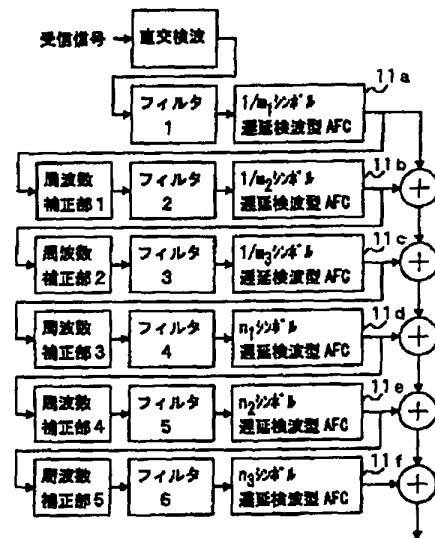 受信信号
直交検波
11a
フィルタ
1
1/m₁シンボル
遅延検波型AFC
11b
周波数
補正部1
フィルタ
2
1/m₂シンボル
遅延検波型AFC
11c
周波数
補正部2
フィルタ
3
1/m₃シンボル
遅延検波型AFC
11d
周波数
補正部3
フィルタ
4
n₁シンボル
遅延検波型AFC
11e
周波数
補正部4
フィルタ
5
n₂シンボル
遅延検波型AFC
11f
周波数
補正部5
フィルタ
6
n₃シンボル
遅延検波型AFC